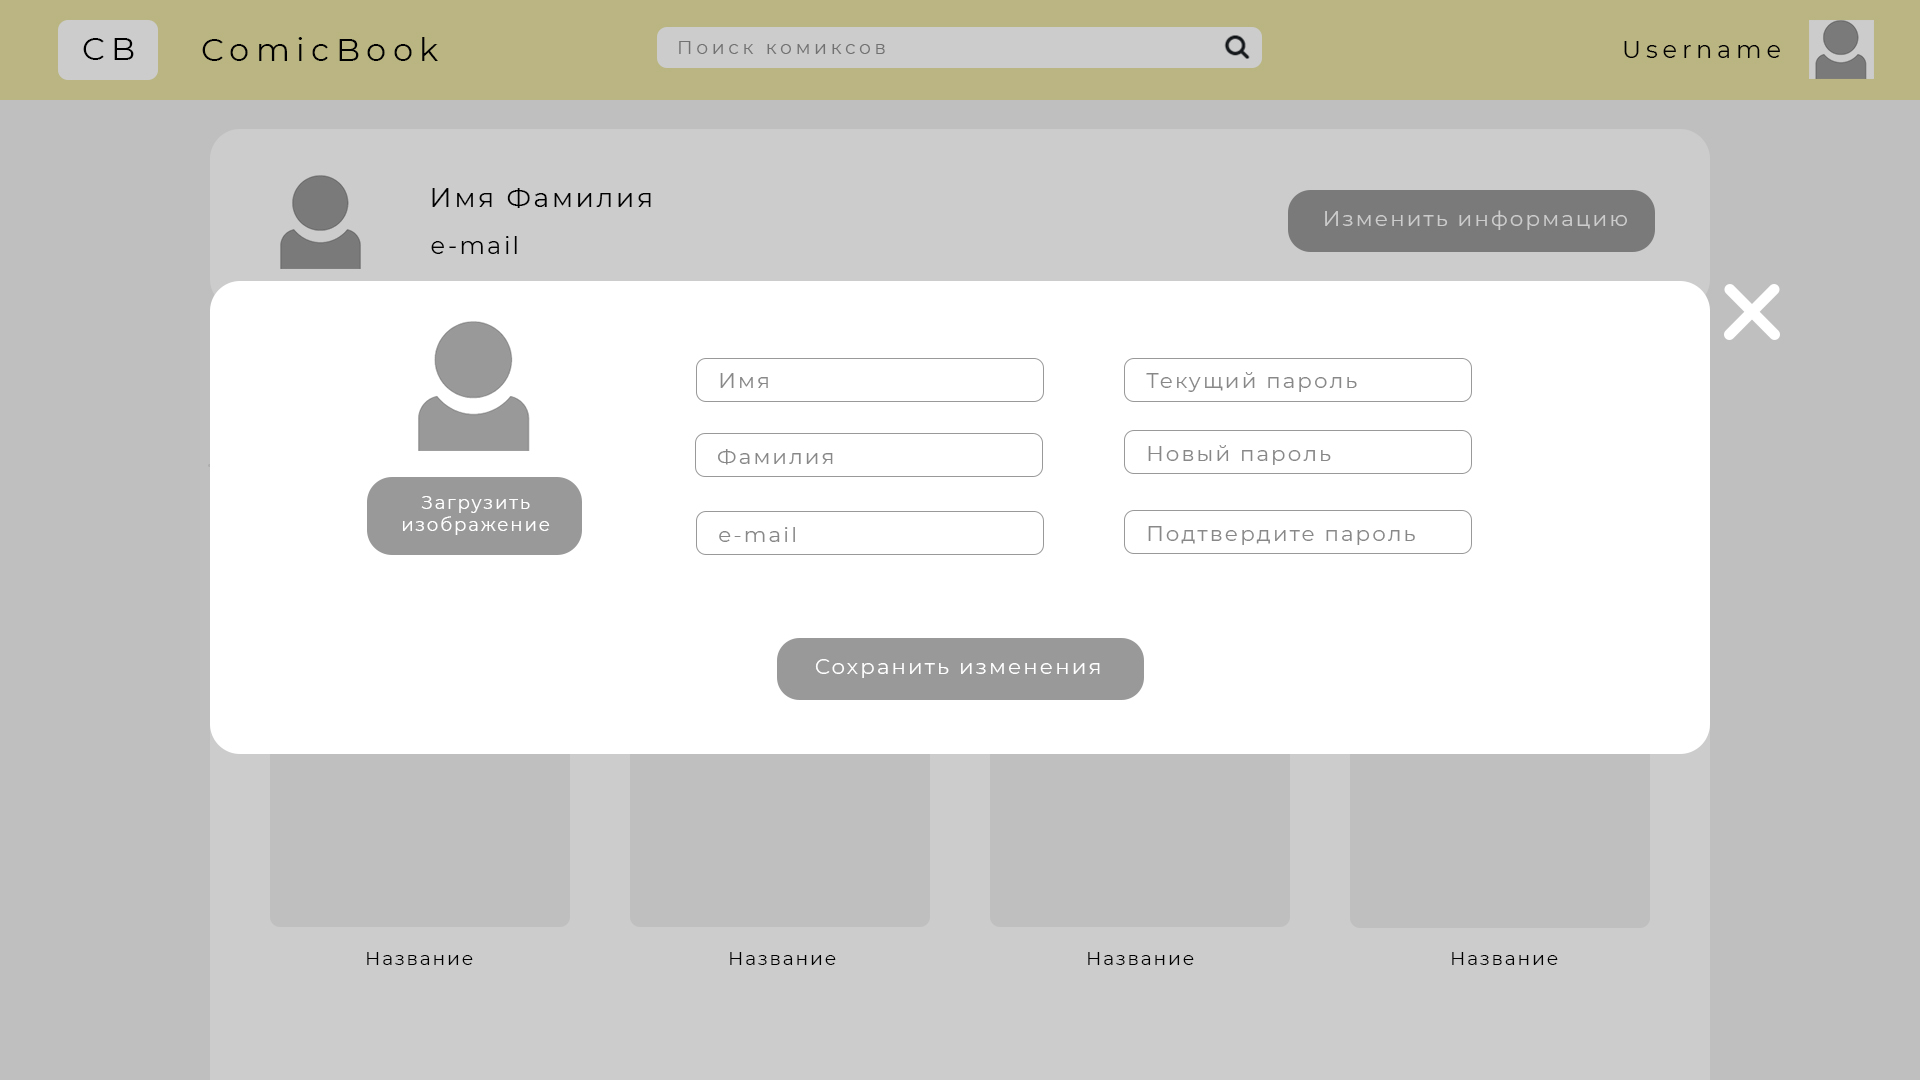 CB
ComicBook
Поиск комиксов
Username
Имя Фамилия
e-mail
Изменить информацию
Загрузить
изображение
Имя
Фамилия
e-mail
Текущий пароль
Новый пароль
Подтвердите пароль
Сохранить изменения
Название
Название
Название
Название